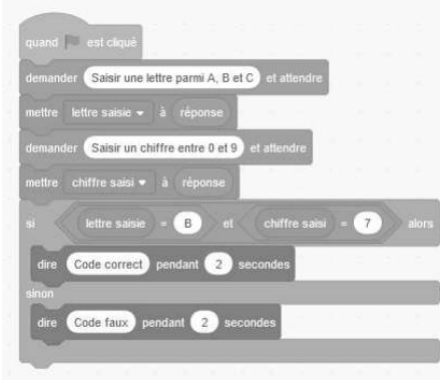 quand est cliqué
demander Saisir une lettre parmi A, B et C et attendre
mettre lettre saisie à réponse
demander Saisir un chiffre entre 0 et 9 et attendre
mettre chiffre saisi à réponse
si lettre saisie = B et chiffre saisi = 7 alors
dire Code correct pendant 2 secondes
sinon
dire Code faux pendant 2 secondes